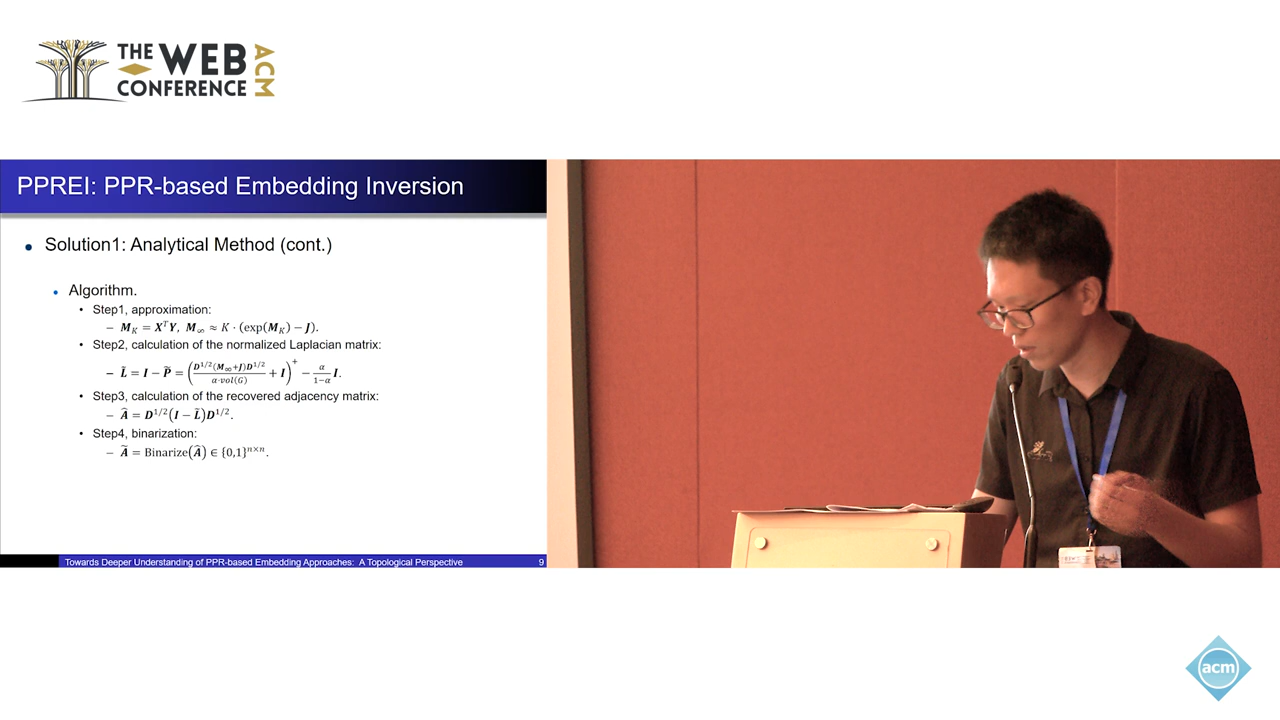 THE WEB
CONFERENCE
ACM
PPREI: PPR-based Embedding Inversion
• Solution1: Analytical Method (cont.)
• Algorithm.
• Step1, approximation:
– M_K = X^T Y, M_∞ ≈ K · (exp(M_K) − J).
• Step2, calculation of the normalized Laplacian matrix:
– L̃ = I − P̃ = (D^{1/2}(M_∞+J)D^{1/2} / α·vol(G) + I)^+ − α/(1−α) I.
• Step3, calculation of the recovered adjacency matrix:
– Â = D^{1/2}(I − L̃)D^{1/2}.
• Step4, binarization:
– Ã = Binarize(Â) ∈ {0,1}^{n×n}.
Towards Deeper Understanding of PPR-based Embedding Approaches: A Topological Perspective 9
acm